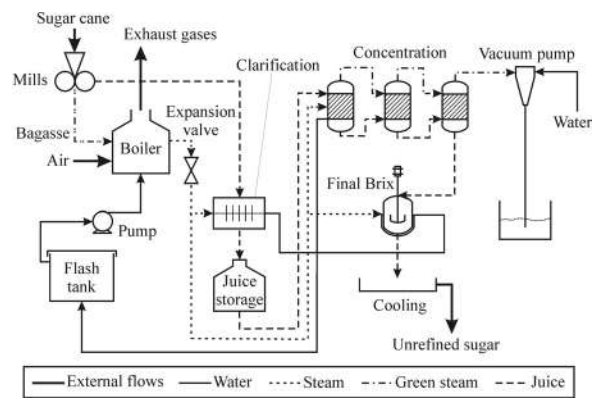 Sugar cane
Exhaust gases
Mills
Clarification
Concentration
Vacuum pump
Bagasse
Expansion
valve
Boiler
Air
Water
Final Brix
Pump
Flash
tank
Juice
storage
Cooling
Unrefined sugar
External flows
Water
Steam
Green steam
Juice